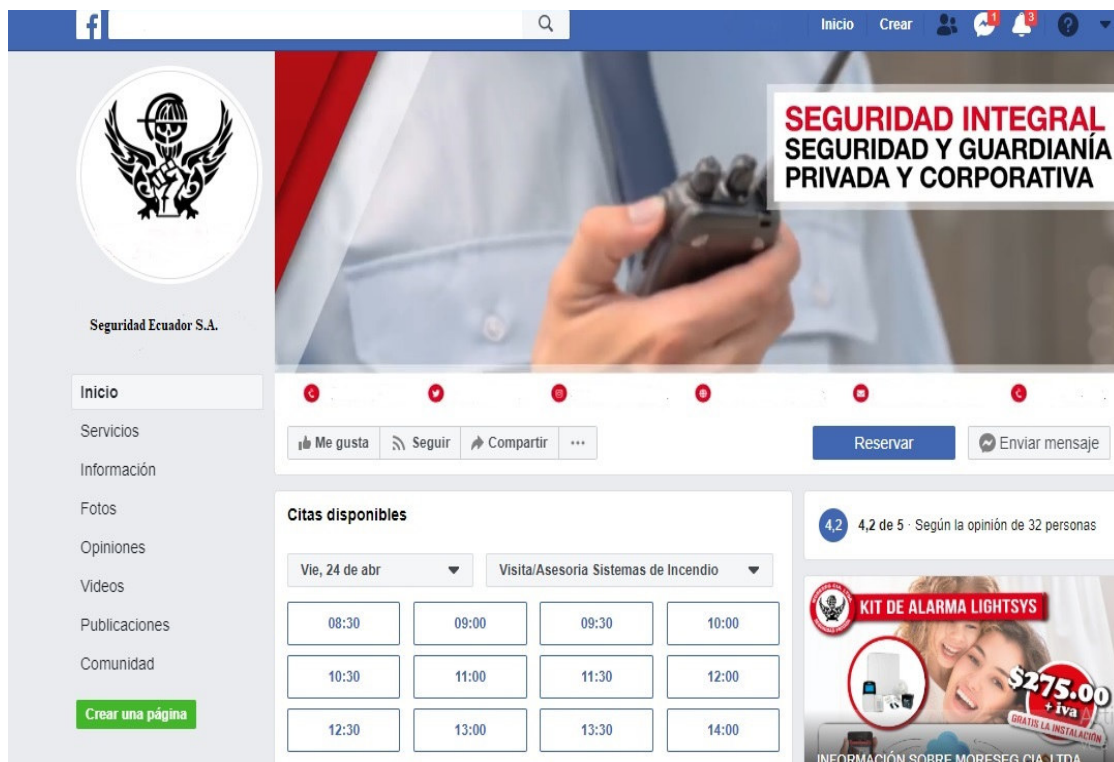 f
Inicio Crear 1 3 ?
SEGURIDAD INTEGRAL
SEGURIDAD Y GUARDIANÍA
PRIVADA Y CORPORATIVA
Seguridad Ecuador S.A.
Inicio
Servicios
Información
Fotos
Opiniones
Videos
Publicaciones
Comunidad
Crear una página
Me gusta Seguir Compartir ...
Reservar Enviar mensaje
Citas disponibles
Vie, 24 de abr Visita/Asesoria Sistemas de Incendio
08:30 09:00 09:30 10:00
10:30 11:00 11:30 12:00
12:30 13:00 13:30 14:00
4,2 4,2 de 5 · Según la opinión de 32 personas
KIT DE ALARMA LIGHTSYS
$275.00
+ iva
GRATIS LA INSTALACIÓN
INFORMACIÓN SOBRE MORESEG CIA. LTDA